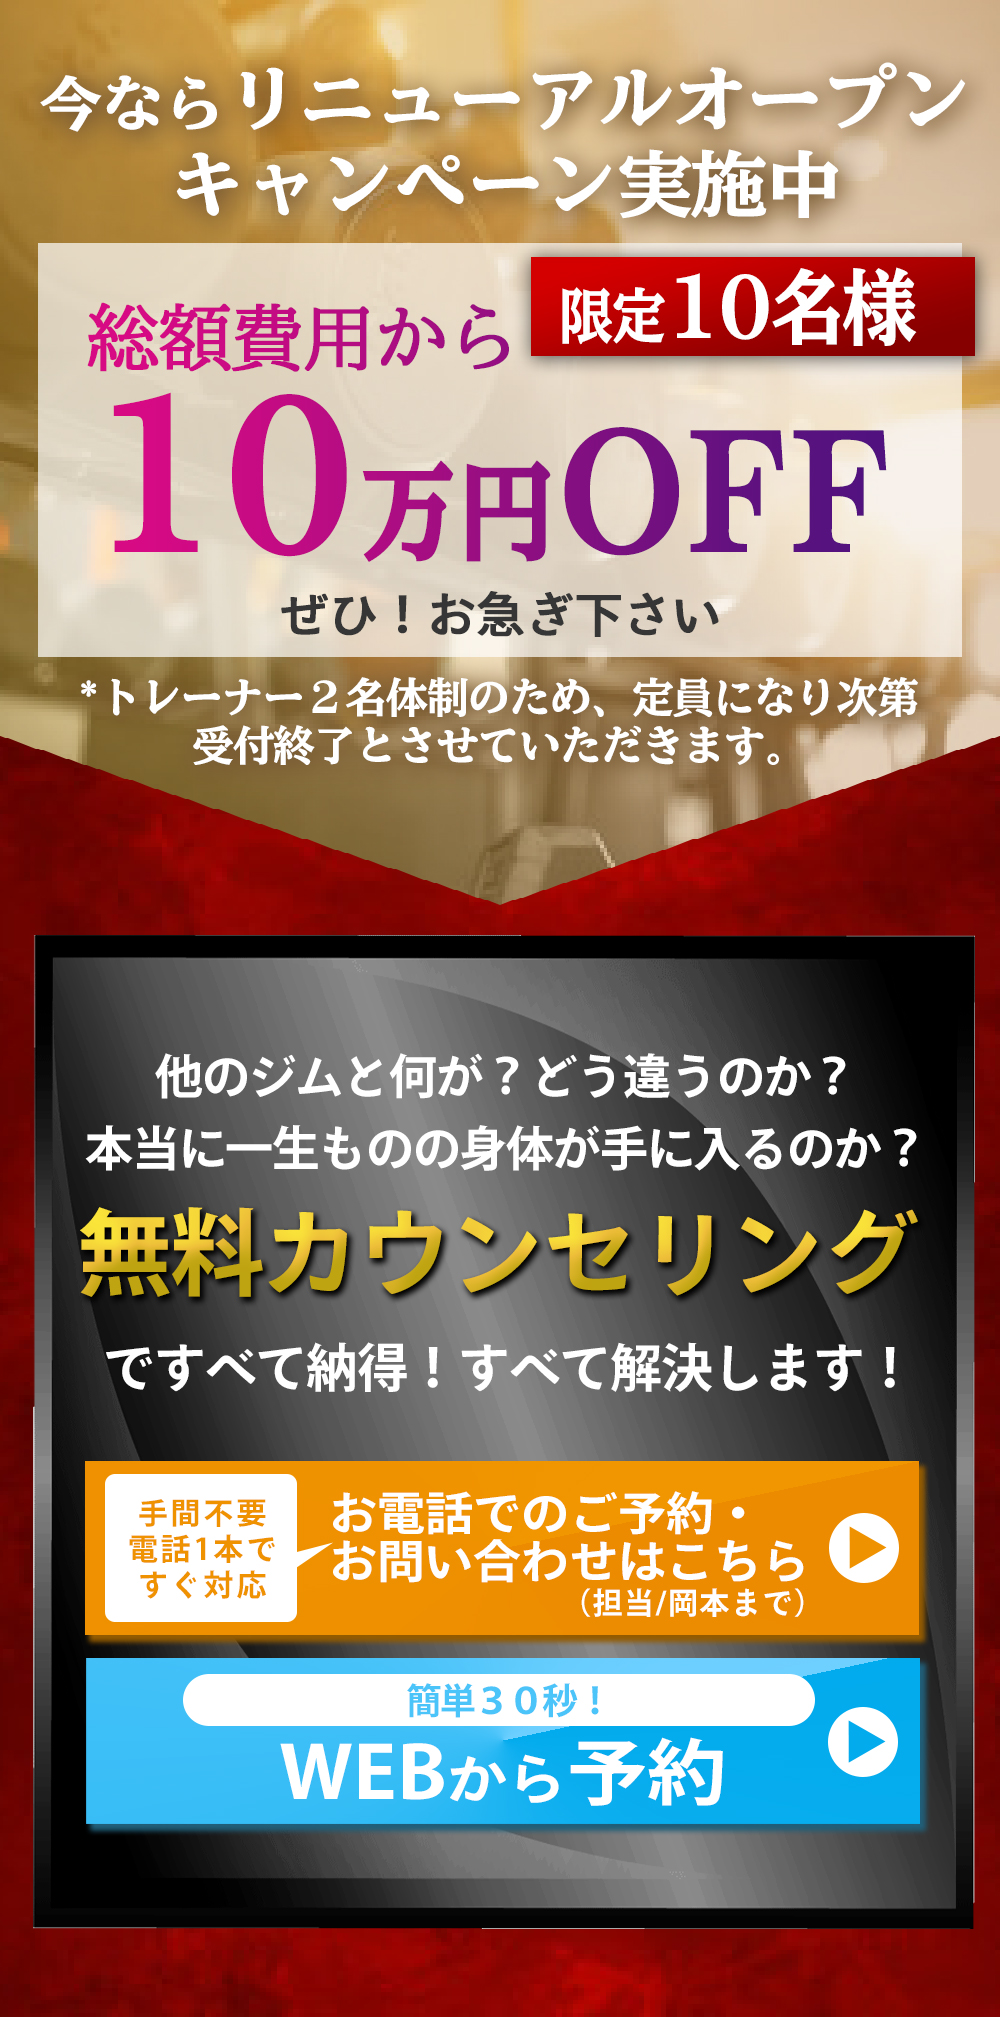 今ならリニューアルオープン
キャンペーン実施中
限定10名様
総額費用から
10万円OFF
ぜひ！お急ぎ下さい
*トレーナー２名体制のため、定員になり次第
受付終了とさせていただきます。
他のジムと何が？どう違うのか？
本当に一生ものの身体が手に入るのか？
無料カウンセリング
ですべて納得！すべて解決します！
手間不要
電話1本で
すぐ対応
お電話でのご予約・
お問い合わせはこちら
（担当/岡本まで）
簡単３０秒！
WEBから予約